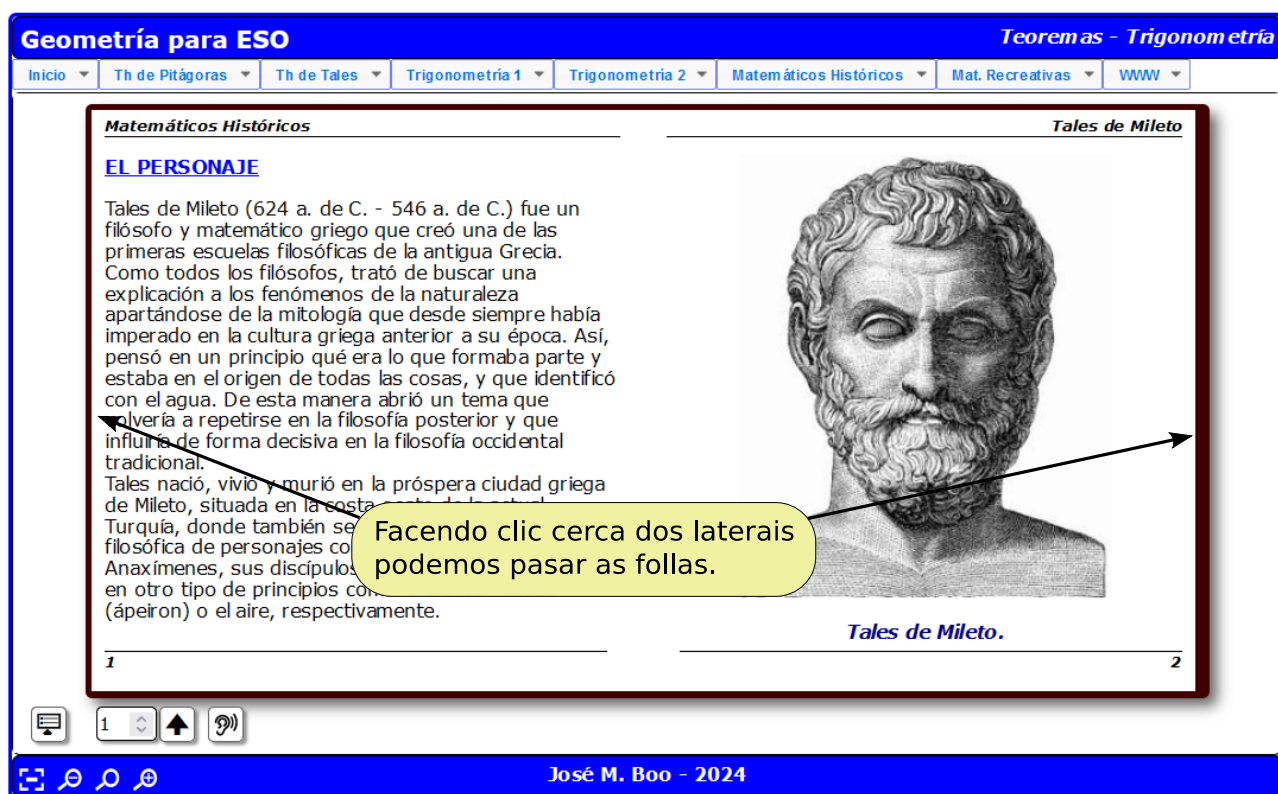 Geometría para ESO
Teoremas - Trigonometría
Inicio
Th de Pitágoras
Th de Tales
Trigonometría 1
Trigonometría 2
Matemáticos Históricos
Mat. Recreativas
WWW
Matemáticos Históricos
EL PERSONAJE
Tales de Mileto (624 a. de C. - 546 a. de C.) fue un
filósofo y matemático griego que creó una de las
primeras escuelas filosóficas de la antigua Grecia.
Como todos los filósofos, trató de buscar una
explicación a los fenómenos de la naturaleza
apartándose de la mitología que desde siempre había
imperado en la cultura griega anterior a su época. Así,
pensó en un principio qué era lo que formaba parte y
estaba en el origen de todas las cosas, y que identificó
con el agua. De esta manera abrió un tema que
volvería a repetirse en la filosofía posterior y que
influiría de forma decisiva en la filosofía occidental
tradicional.
Tales nació, vivió y murió en la próspera ciudad griega
de Mileto, situada en la costa
Turquía, donde también se
filosófica de personajes
Anaxímenes, sus discípulos
en otro tipo de principios
(ápeiron) o el aire, respectivamente.
1
Tales de Mileto
Tales de Mileto.
2
Facendo clic cerca dos laterais
podemos pasar as follas.
1
José M. Boo - 2024